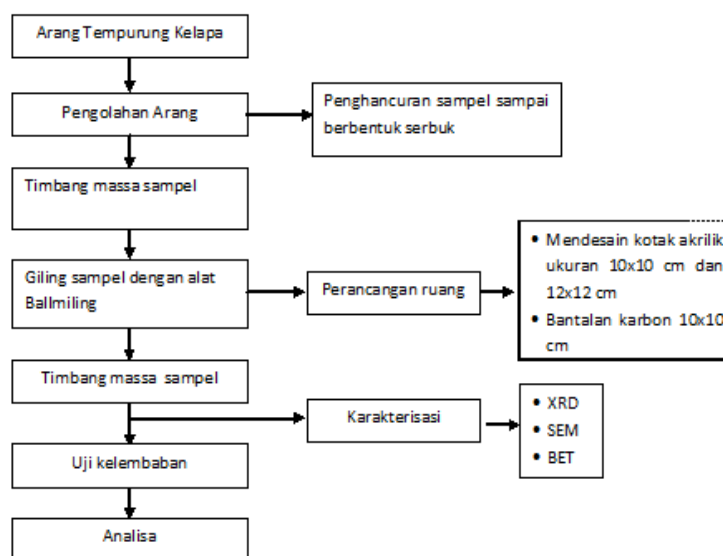 Arang Tempurung Kelapa
Pengolahan Arang
Penghancuran sampel sampai
berbentuk serbuk
Timbang massa sampel
Giling sampel dengan alat
Ballmiling
Perancangan ruang
• Mendesain kotak akrilik
ukuran 10x10 cm dan
12x12 cm
• Bantalan karbon 10x10
cm
Timbang massa sampel
Karakterisasi
• XRD
• SEM
• BET
Uji kelembaban
Analisa